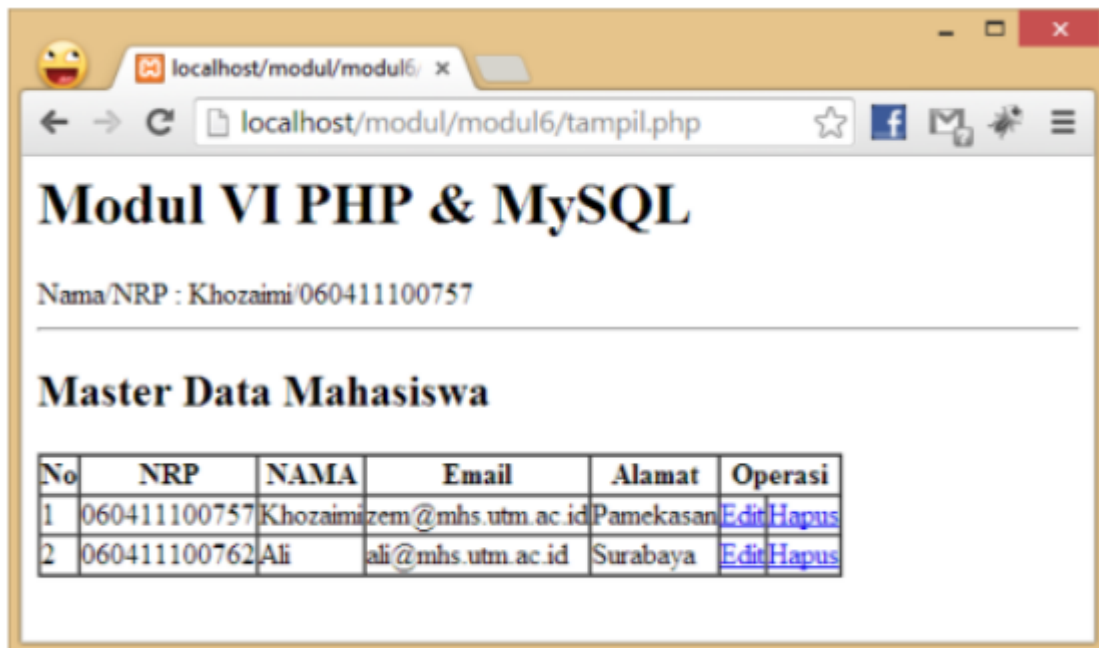 localhost/modul/modul6/
localhost/modul/modul6/tampil.php
Modul VI PHP & MySQL
Nama/NRP : Khozaimi/060411100757
Master Data Mahasiswa
No NRP NAMA Email Alamat Operasi
1 060411100757 Khozaimi zem@mhs.utm.ac.id Pamekasan Edit Hapus
2 060411100762 Ali ali@mhs.utm.ac.id Surabaya Edit Hapus